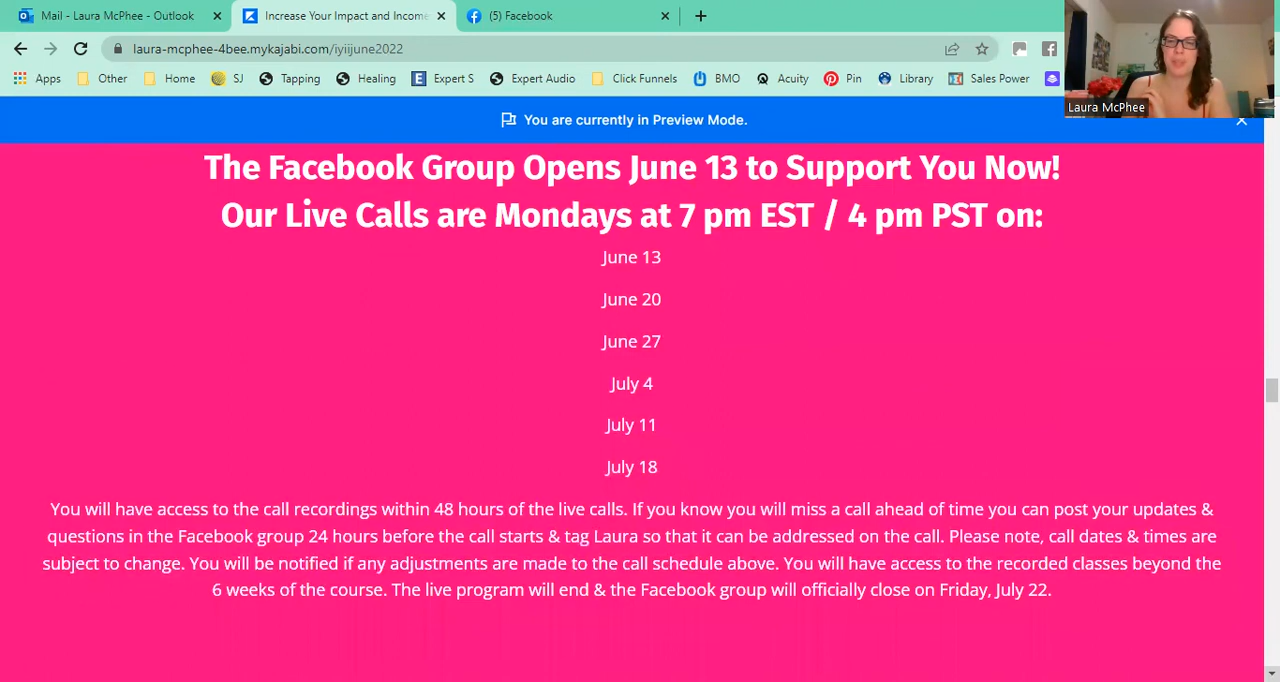 Mail - Laura McPhee - Outlook
Increase Your Impact and Income
(5) Facebook
laura-mcphee-4bee.mykajabi.com/iyiijune2022
Apps Other Home SJ Tapping Healing Expert S Expert Audio Click Funnels BMO Acuity Pin Library Sales Power
Laura McPhee
You are currently in Preview Mode.
The Facebook Group Opens June 13 to Support You Now!
Our Live Calls are Mondays at 7 pm EST / 4 pm PST on:
June 13
June 20
June 27
July 4
July 11
July 18
You will have access to the call recordings within 48 hours of the live calls. If you know you will miss a call ahead of time you can post your updates &
questions in the Facebook group 24 hours before the call starts & tag Laura so that it can be addressed on the call. Please note, call dates & times are
subject to change. You will be notified if any adjustments are made to the call schedule above. You will have access to the recorded classes beyond the
6 weeks of the course. The live program will end & the Facebook group will officially close on Friday, July 22.